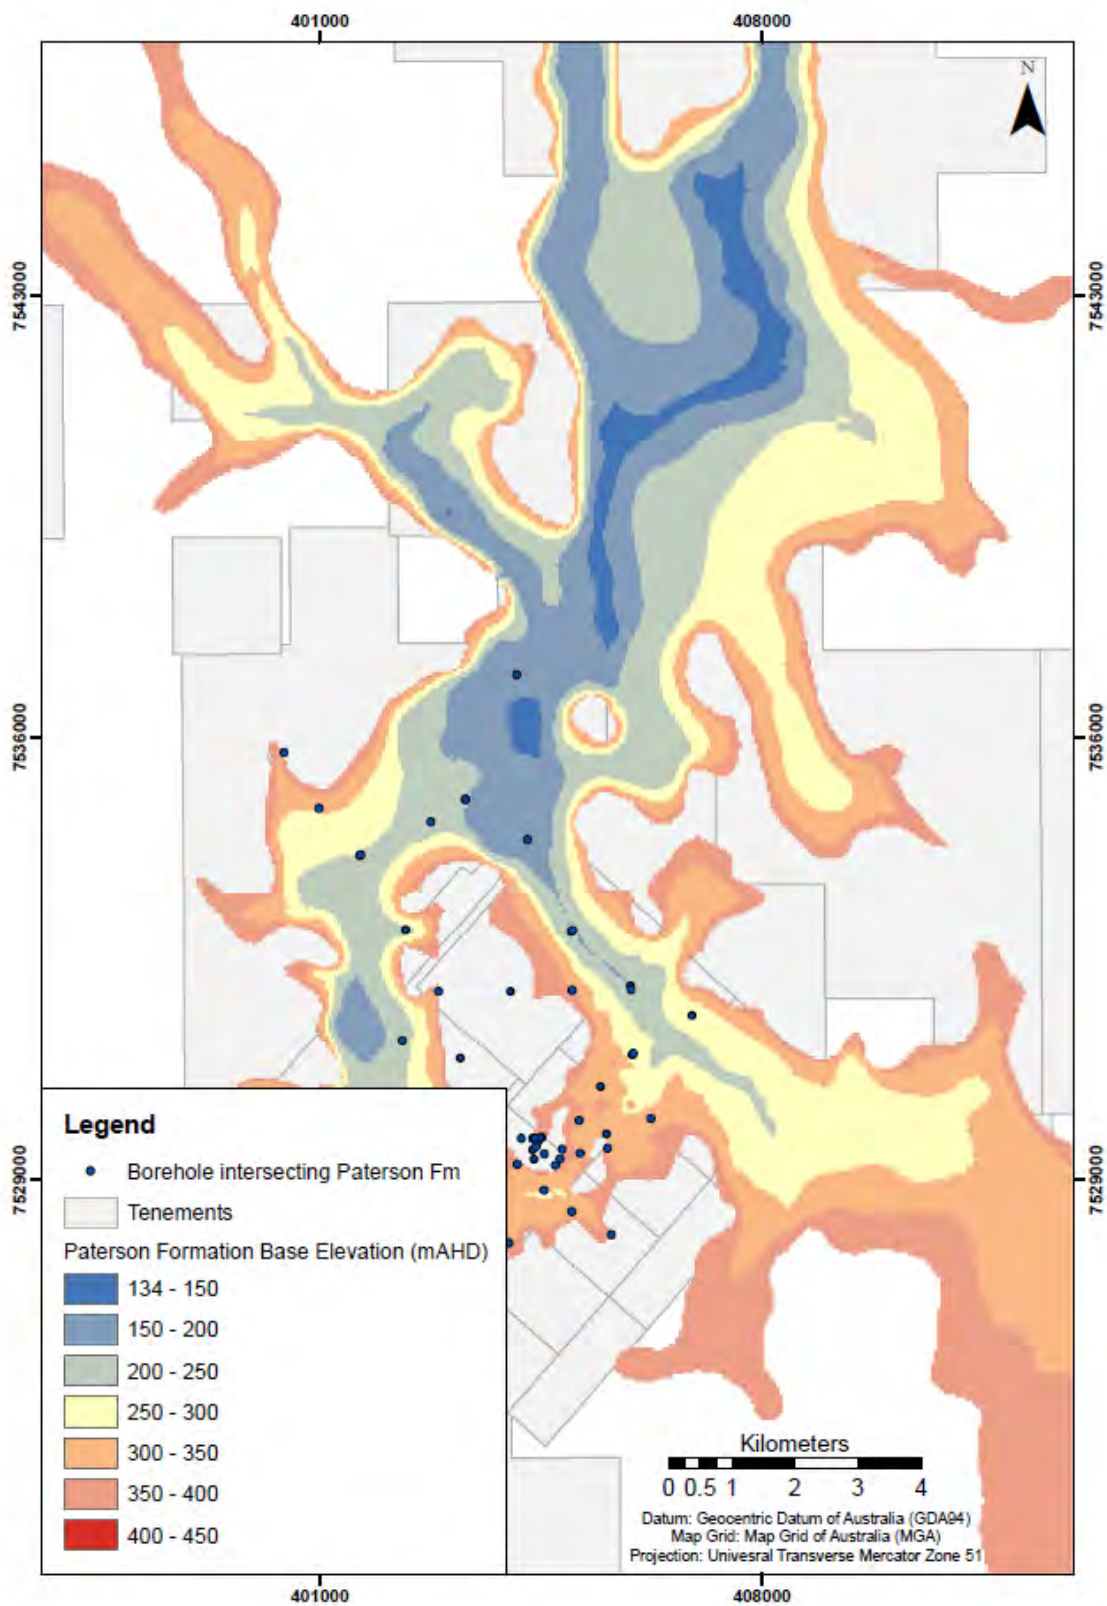 401000
408000
N
7543000
7543000
7536000
7536000
Legend
Borehole intersecting Paterson Fm
7529000
7529000
Tenements
Paterson Formation Base Elevation (mAHD)
134 - 150
150 - 200
200 - 250
250 - 300
300 - 350
350 - 400
400 - 450
Kilometers
0 0.5 1 2 3 4
Datum: Geocentric Datum of Australia (GDA94)
Map Grid: Map Grid of Australia (MGA)
Projection: Univesral Transverse Mercator Zone 51
401000
408000